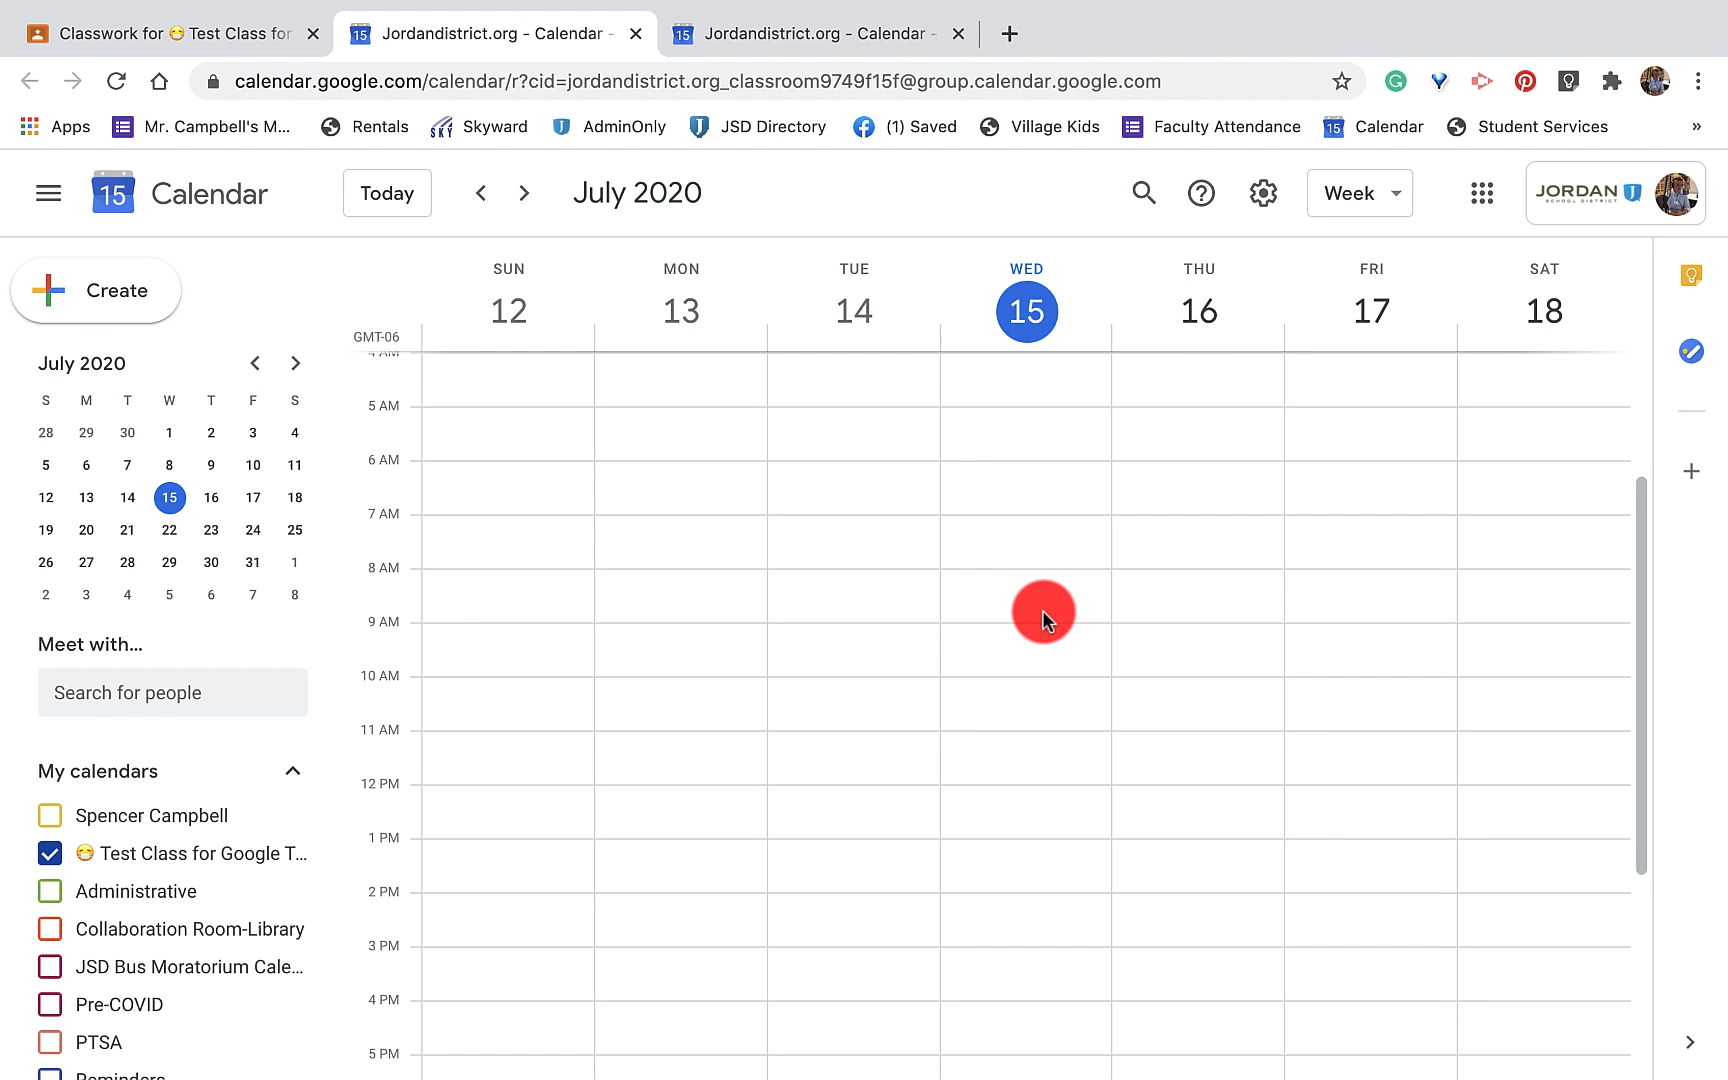 Classwork for 😷 Test Class for
Jordandistrict.org - Calendar -
Jordandistrict.org - Calendar -
calendar.google.com/calendar/r?cid=jordandistrict.org_classroom9749f15f@group.calendar.google.com
Apps Mr. Campbell's M... Rentals Skyward AdminOnly JSD Directory (1) Saved Village Kids Faculty Attendance Calendar Student Services »
15 Calendar Today July 2020 Week JORDAN SCHOOL DISTRICT
Create
July 2020
S M T W T F S
28 29 30 1 2 3 4
5 6 7 8 9 10 11
12 13 14 15 16 17 18
19 20 21 22 23 24 25
26 27 28 29 30 31 1
2 3 4 5 6 7 8
Meet with...
Search for people
My calendars
Spencer Campbell
😷 Test Class for Google T...
Administrative
Collaboration Room-Library
JSD Bus Moratorium Cale...
Pre-COVID
PTSA
Reminders
SUN MON TUE WED THU FRI SAT
12 13 14 15 16 17 18
GMT-06
4 AM
5 AM
6 AM
7 AM
8 AM
9 AM
10 AM
11 AM
12 PM
1 PM
2 PM
3 PM
4 PM
5 PM